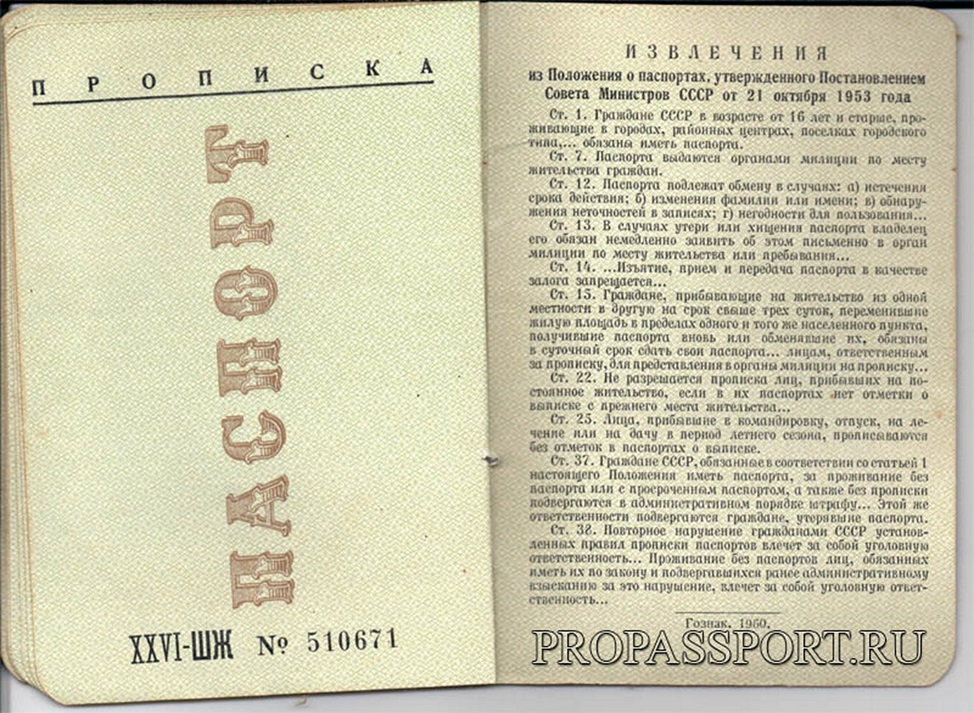 ПРОПИСКА
ПАСПОРТ
XXVI-ШЖ № 510671
ИЗВЛЕЧЕНИЯ
из Положения о паспортах, утвержденного Постановлением
Совета Министров СССР от 21 октября 1953 года
Ст. 1. Граждане СССР в возрасте от 16 лет и старше, про-
живающие в городах, районных центрах, поселках городского
типа,... обязаны иметь паспорта.
Ст. 7. Паспорта выдаются органами милиции по месту
жительства граждан.
Ст. 12. Паспорта подлежат обмену в случаях: а) истечения
срока действия; б) изменения фамилии или имени; в) обнару-
жения неточностей в записях; г) негодности для пользования...
Ст. 13. В случаях утери или хищения паспорта владелец
его обязан немедленно заявить об этом письменно в орган
милиции по месту жительства или пребывания...
Ст. 14. ...Изъятие, прием и передача паспорта в качестве
залога запрещается...
Ст. 15. Граждане, прибывающие на жительство из одной
местности в другую на срок свыше трех суток, переменившие
жилую площадь в пределах одного и того же населенного пункта,
получившие паспорта вновь или обменявшие их, обязаны
в суточный срок сдать свои паспорта... лицам, ответственным
за прописку, для представления в органы милиции на прописку...
Ст. 22. Не разрешается прописка лиц, прибывших на по-
стоянное жительство, если в их паспортах нет отметки о
выписке с прежнего места жительства...
Ст. 25. Лица, прибывшие в командировку, отпуск, на ле-
чение или на дачу в период летнего сезона, прописываются
без отметок в паспортах о выписке.
Ст. 37. Граждане СССР, обязанные в соответствии со статьей 1
настоящего Положения иметь паспорта, за проживание без
паспорта или с просроченным паспортом, а также без прописки
подвергаются в административном порядке штрафу... Этой же
ответственности подвергаются граждане, утерявшие паспорта.
Ст. 38. Повторное нарушение гражданами СССР установ-
ленных правил прописки паспортов влечет за собой уголовную
ответственность... Проживание без паспортов лиц, обязанных
иметь их по закону и подвергавшихся ранее административному
взысканию за это нарушение, влечет за собой уголовную ответ-
ственность...
Гознак. 1960.
PROPASSPORT.RU